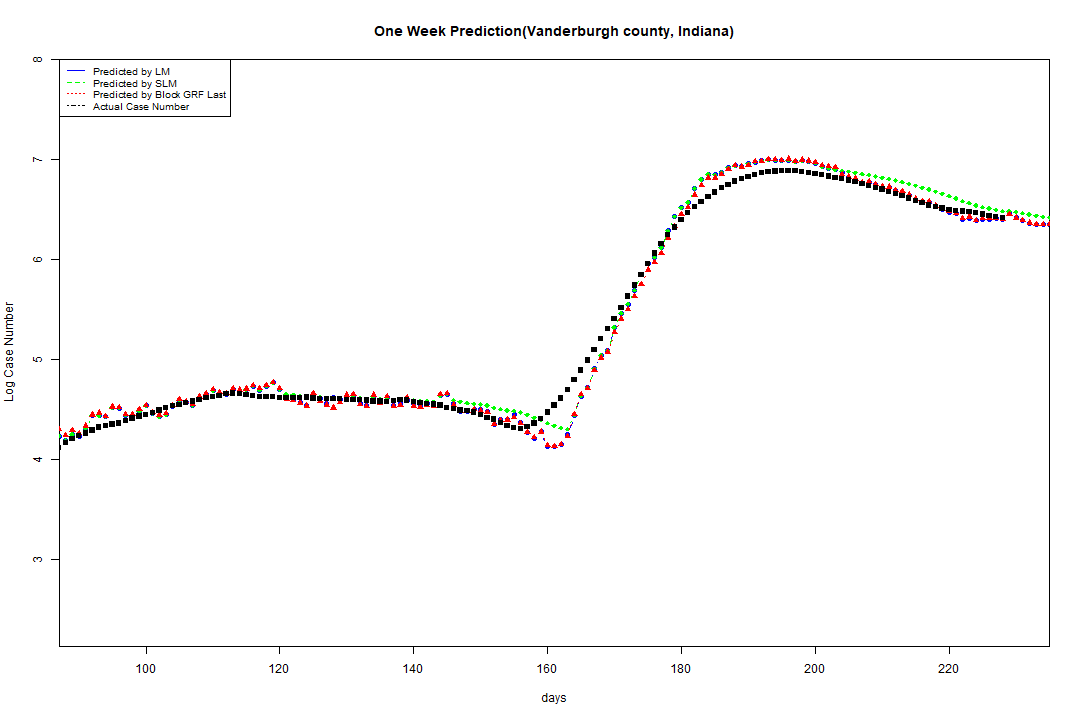 One Week Prediction(Vanderburgh county, Indiana)
Predicted by LM
Predicted by SLM
Predicted by Block GRF Last
Actual Case Number
8
7
6
5
4
3
Log Case Number
100 120 140 160 180 200 220
days